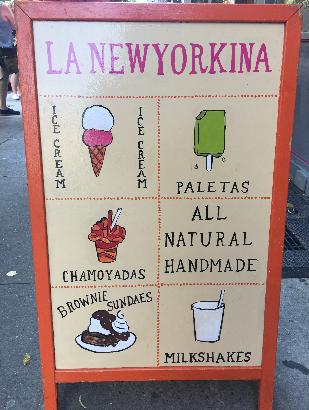 LA NEWYORKINA
ICE CREAM
ICE CREAM
PALETAS
CHAMOYADAS
ALL
NATURAL
HANDMADE
BROWNIE SUNDAES
MILKSHAKES